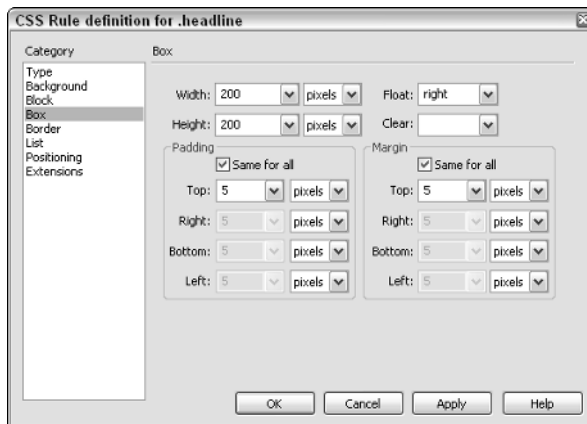 CSS Rule definition for .headline
Category
Type
Background
Block
Box
Border
List
Positioning
Extensions
Box
Width: 200 pixels Float: right
Height: 200 pixels Clear:
Padding
Same for all
Top: 5 pixels
Right: 5 pixels
Bottom: 5 pixels
Left: 5 pixels
Margin
Same for all
Top: 5 pixels
Right: 5 pixels
Bottom: 5 pixels
Left: 5 pixels
OK Cancel Apply Help